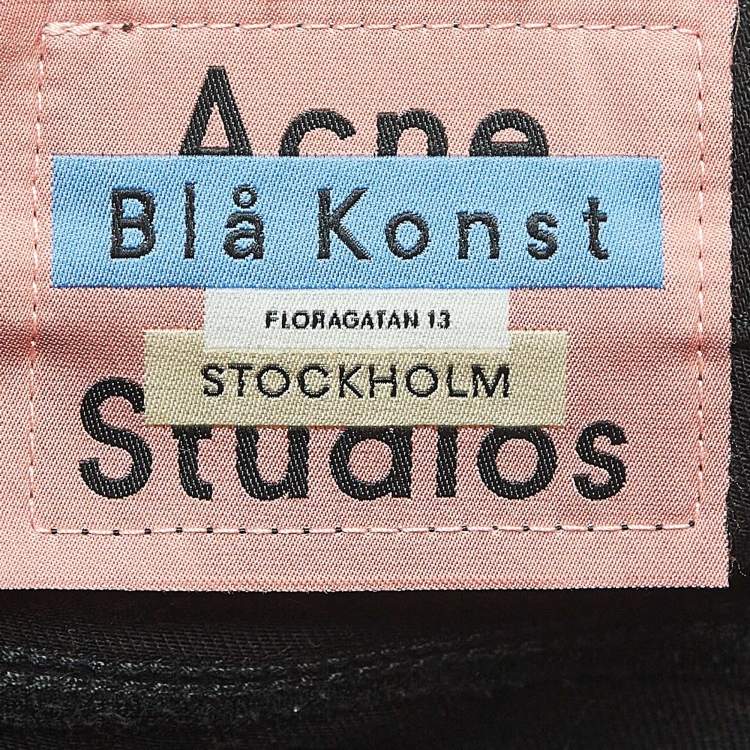 Acne
Blå Konst
FLORAGATAN 13
STOCKHOLM
Studios